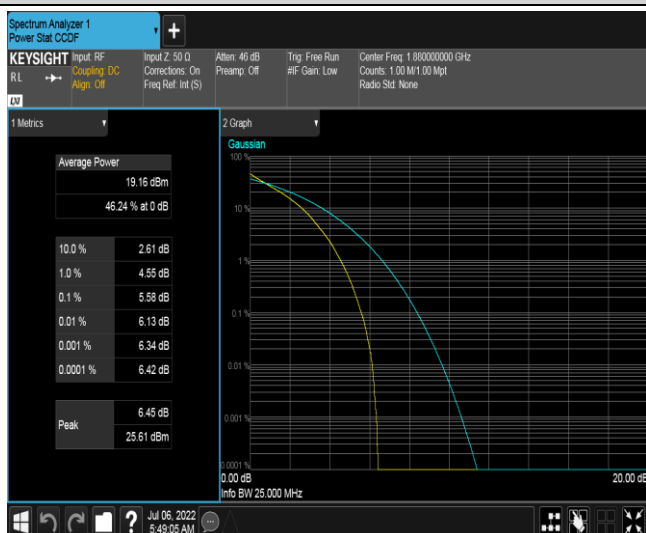 Spectrum Analyzer 1
Power Stat CCDF
+
KEYSIGHT Input: RF Input Z: 50 Ω Atten: 46 dB Trig: Free Run Center Freq: 1.880000000 GHz
RL Coupling: DC Corrections: On Preamp: Off #IF Gain: Low Counts: 1.00 M/1.00 Mpt
Align: Off Freq Ref: Int (S) Radio Std: None
LXI
1 Metrics
2 Graph
Average Power
19.16 dBm
46.24 % at 0 dB
10.0 % 2.61 dB
1.0 % 4.55 dB
0.1 % 5.58 dB
0.01 % 6.13 dB
0.001 % 6.34 dB
0.0001 % 6.42 dB
Peak 6.45 dB
25.61 dBm
Gaussian
100 %
10 %
1 %
0.1 %
0.01 %
0.001 %
0.0001 %
0.00 dB 20.00 dB
Info BW 25.000 MHz
? Jul 06, 2022
5:49:05 AM